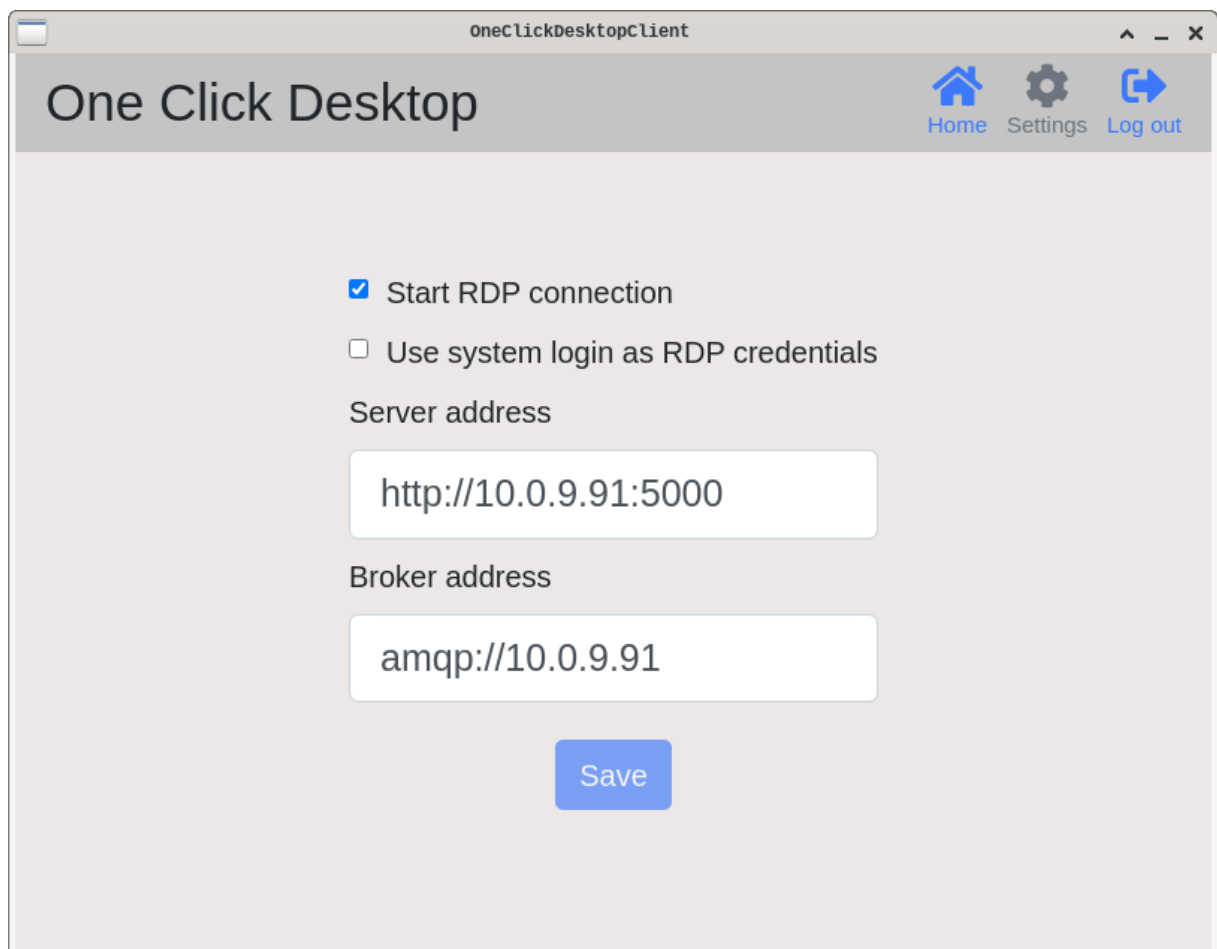 OneClickDesktopClient
One Click Desktop
Home Settings Log out
Start RDP connection
Use system login as RDP credentials
Server address
http://10.0.9.91:5000
Broker address
amqp://10.0.9.91
Save